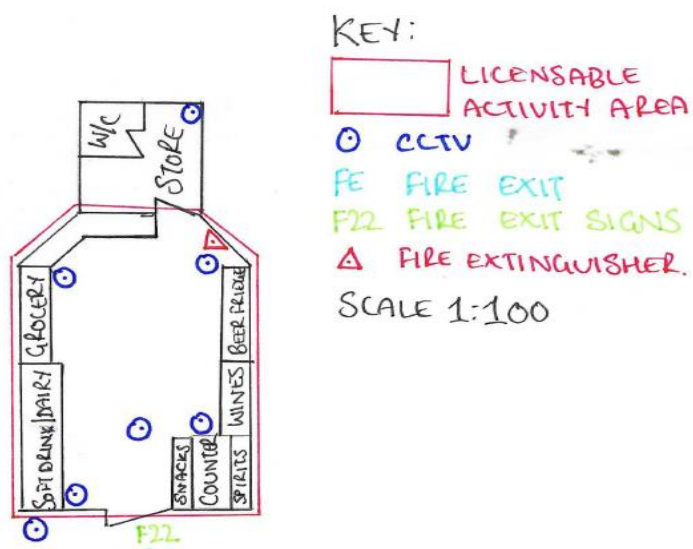 KEY:
LICENSABLE
ACTIVITY AREA
CCTV
FE FIRE EXIT
F22 FIRE EXIT SIGNS
FIRE EXTINGUISHER.
SCALE 1:100
W/C
STORE
GROCERY
BEER FRIDGE
SOFT DRINK/DAIRY
WINES
SNACKS
COUNTER
SPIRITS
F22